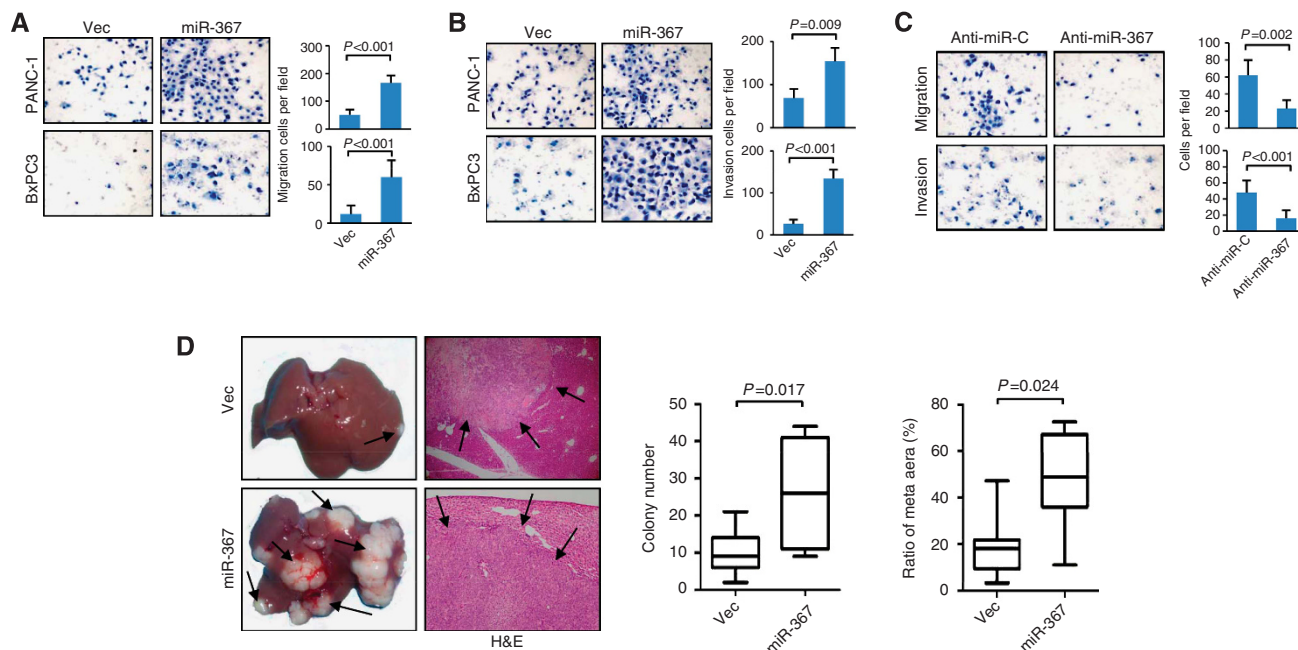 A
Vec
miR-367
PANC-1
BxPC3
Migration cells per field
P<0.001
300
200
100
0
P<0.001
100
50
0
Vec
miR-367
B
Vec
miR-367
PANC-1
BxPC3
Invasion cells per field
P=0.009
200
100
0
P<0.001
200
100
0
Vec
miR-367
C
Anti-miR-C
Anti-miR-367
Migration
Invasion
Cells per field
P=0.002
100
80
60
40
20
0
P<0.001
80
60
40
20
0
Anti-miR-C
Anti-miR-367
D
Vec
miR-367
H&E
Colony number
P=0.017
50
40
30
20
10
0
Vec
miR-367
Ratio of meta aera (%)
P=0.024
80
60
40
20
0
Vec
miR-367